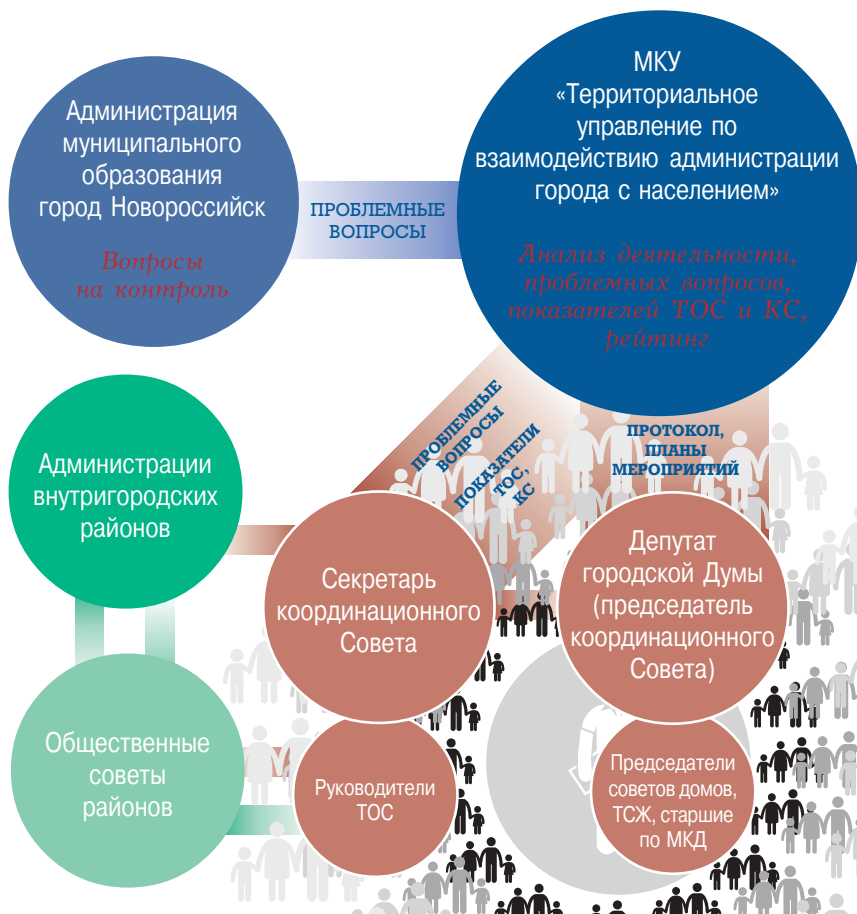 Администрация
муниципального
образования
город Новороссийск
Вопросы
на контроль
ПРОБЛЕМНЫЕ
ВОПРОСЫ
МКУ
«Территориальное
управление по
взаимодействию администрации
города с населением»
Анализ деятельности,
проблемных вопросов,
показателей ТОС и КС,
рейтинг
ПРОБЛЕМНЫЕ
ВОПРОСЫ
ПОКАЗАТЕЛИ
ТОС,
КС
ПРОТОКОЛ,
ПЛАНЫ
МЕРОПРИЯТИЙ
Администрации
внутригородских
районов
Секретарь
координационного
Совета
Депутат
городской Думы
(председатель
координационного
Совета)
Общественные
советы
районов
Руководители
ТОС
Председатели
советов домов,
ТСЖ, старшие
по МКД